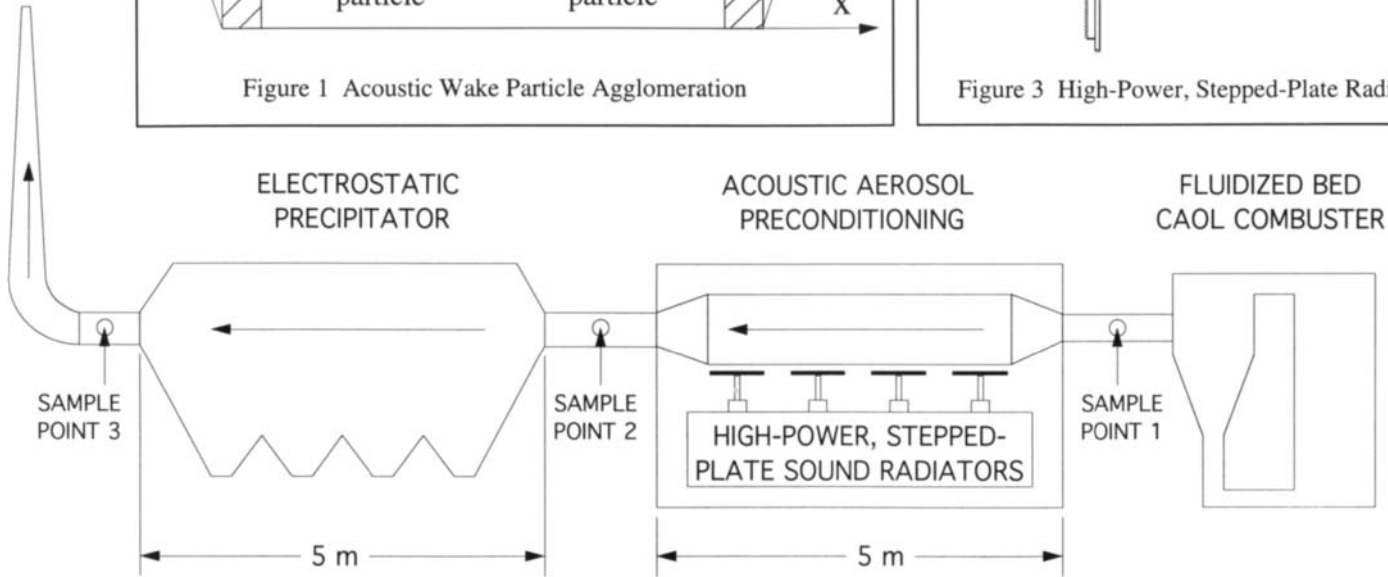 particle particle
X
Figure 1 Acoustic Wake Particle Agglomeration
Figure 3 High-Power, Stepped-Plate Radi
ELECTROSTATIC
PRECIPITATOR
ACOUSTIC AEROSOL
PRECONDITIONING
FLUIDIZED BED
CAOL COMBUSTER
SAMPLE
POINT 3
SAMPLE
POINT 2
HIGH-POWER, STEPPED-
PLATE SOUND RADIATORS
SAMPLE
POINT 1
5 m
5 m